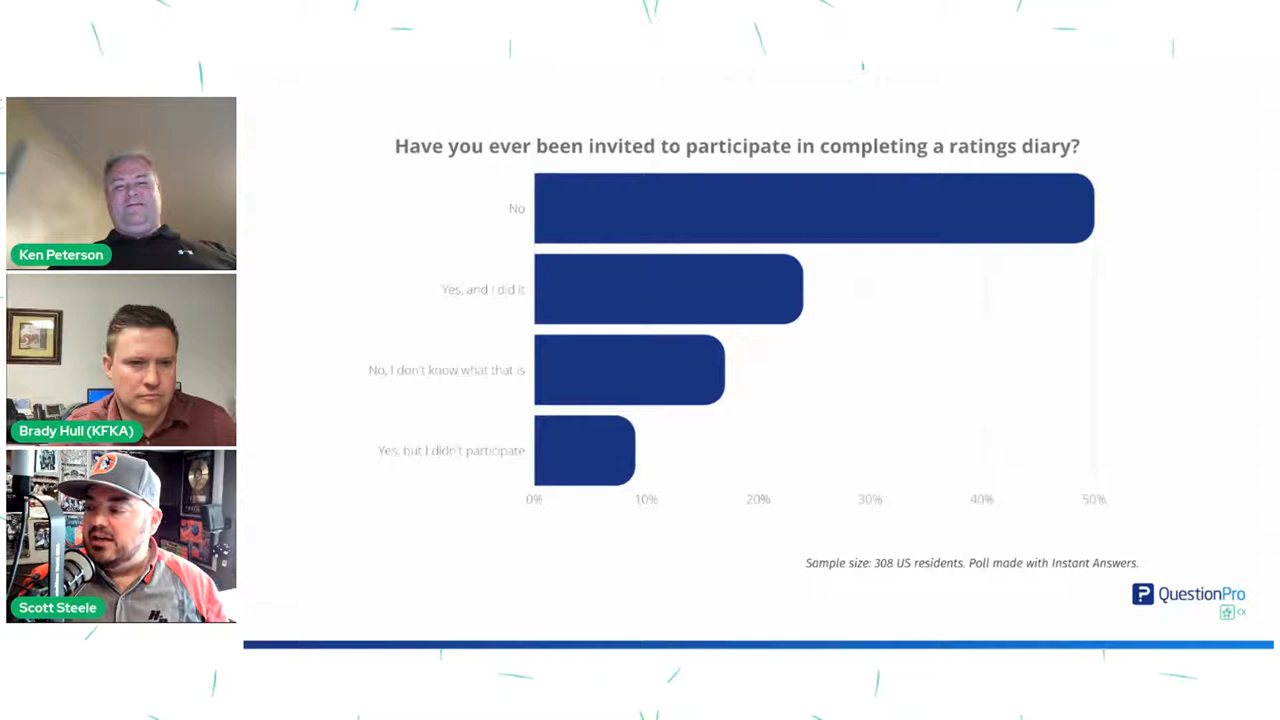 Have you ever been invited to participate in completing a ratings diary?
No
Yes, and I did it
No, I don't know what that is
Yes, but I didn't participate
0% 10% 20% 30% 40% 50%
Sample size: 308 US residents. Poll made with Instant Answers.
QuestionPro
CX
Ken Peterson
Brady Hull (KFKA)
Scott Steele